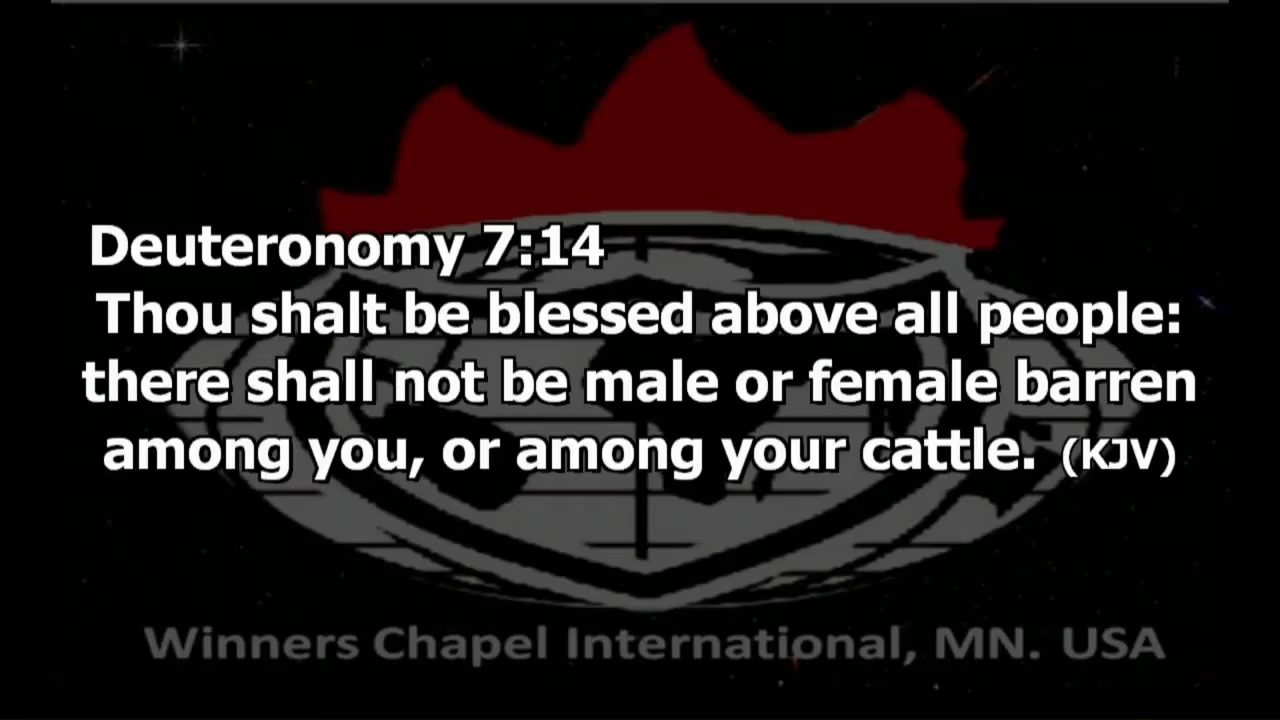 Deuteronomy 7:14
Thou shalt be blessed above all people:
there shall not be male or female barren
among you, or among your cattle. (KJV)
Winners Chapel International, MN. USA